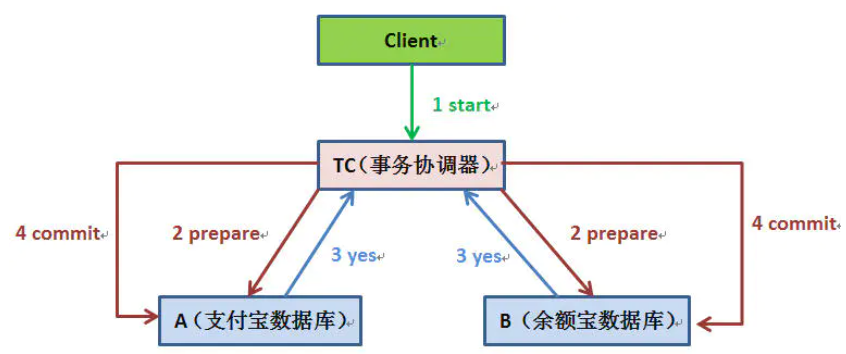 Client
1 start
TC（事务协调器）
4 commit
2 prepare
3 yes
3 yes
2 prepare
4 commit
A（支付宝数据库）
B（余额宝数据库）